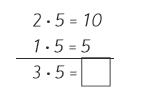 2 · 5 = 10
1 · 5 = 5
3 · 5 =